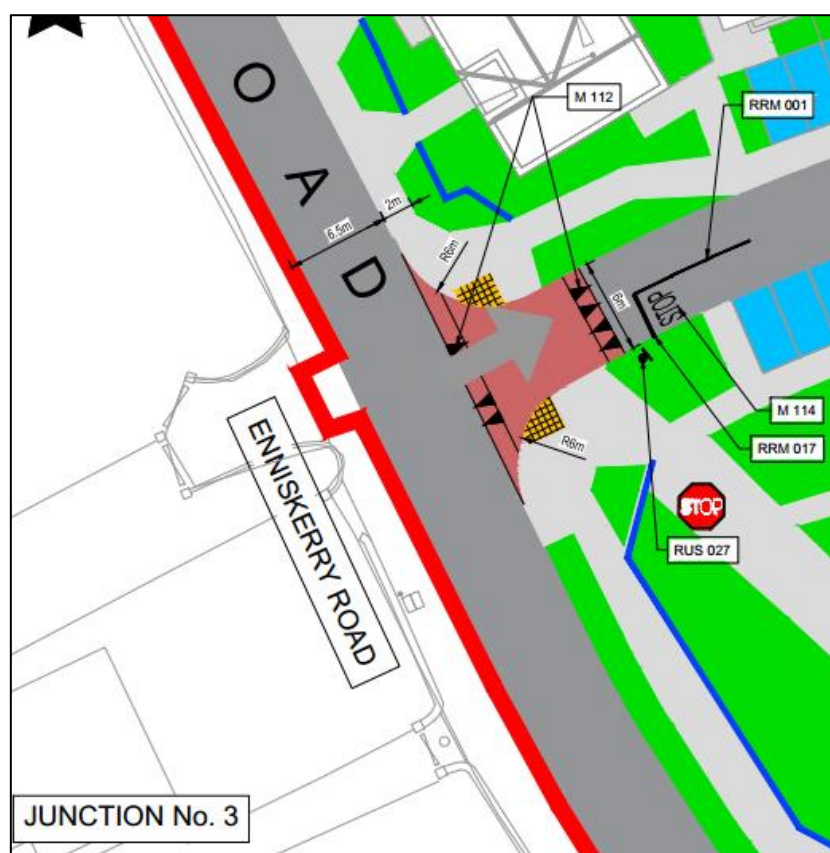 O
A
D
M 112
RRM 001
2m
6.5m
R6m
6m
STOP
M 114
RRM 017
R6m
STOP
RUS 027
ENNISKERRY ROAD
JUNCTION No. 3